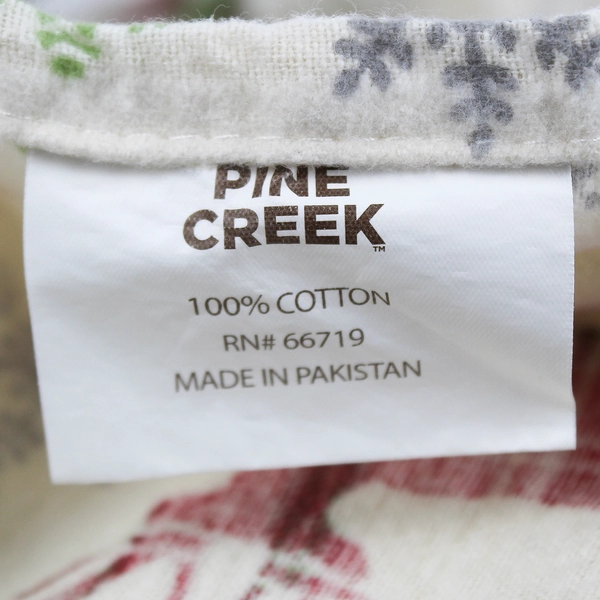 PINE
CREEK™
100% COTTON
RN# 66719
MADE IN PAKISTAN